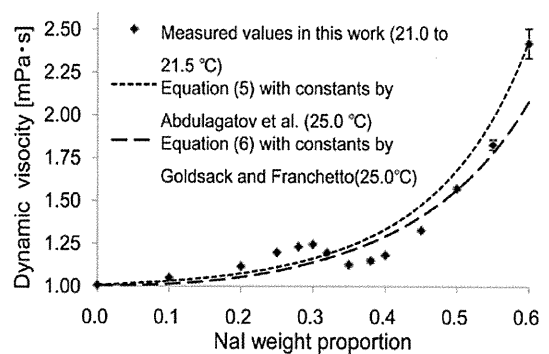 Dynamic visocity [mPa·s]
2.50
2.25
2.00
1.75
1.50
1.25
1.00
Measured values in this work (21.0 to
21.5 ℃)
Equation (5) with constants by
Abdulagatov et al. (25.0 ℃)
Equation (6) with constants by
Goldsack and Franchetto(25.0℃)
0.0 0.1 0.2 0.3 0.4 0.5 0.6
NaI weight proportion